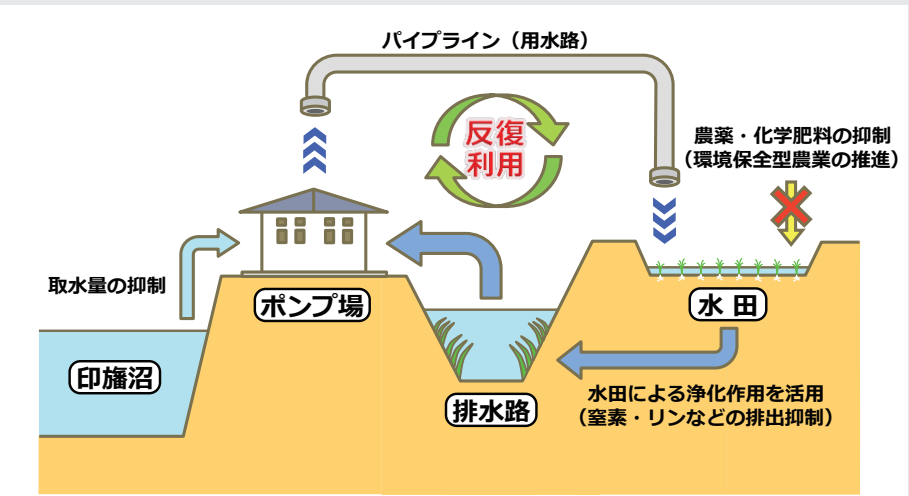 パイプライン（用水路）
反復
利用
農薬・化学肥料の抑制
（環境保全型農業の推進）
取水量の抑制
ポンプ場
水田
印旛沼
排水路
水田による浄化作用を活用
（窒素・リンなどの排出抑制）